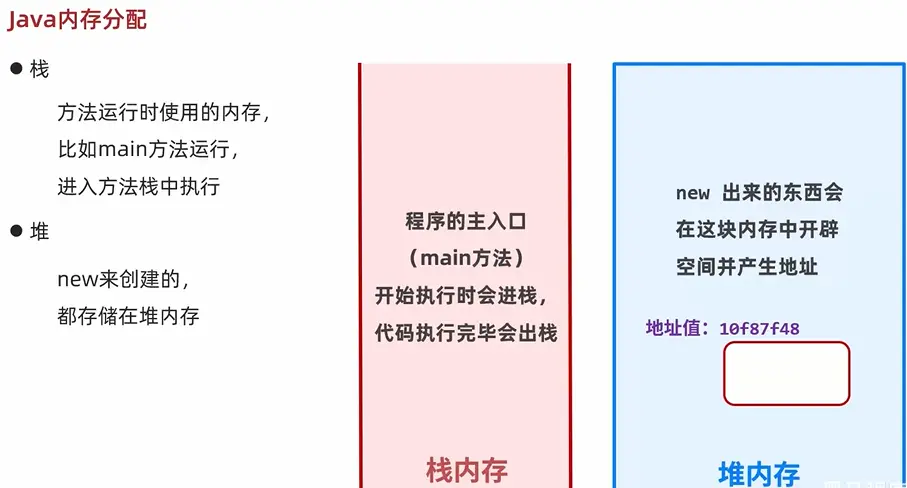 Java内存分配
● 栈
方法运行时使用的内存，
比如main方法运行，
进入方法栈中执行
● 堆
new来创建的，
都存储在堆内存
程序的主入口
（main方法）
开始执行时会进栈，
代码执行完毕会出栈
栈内存
new 出来的东西会
在这块内存中开辟
空间并产生地址
地址值：10f87f48
堆内存